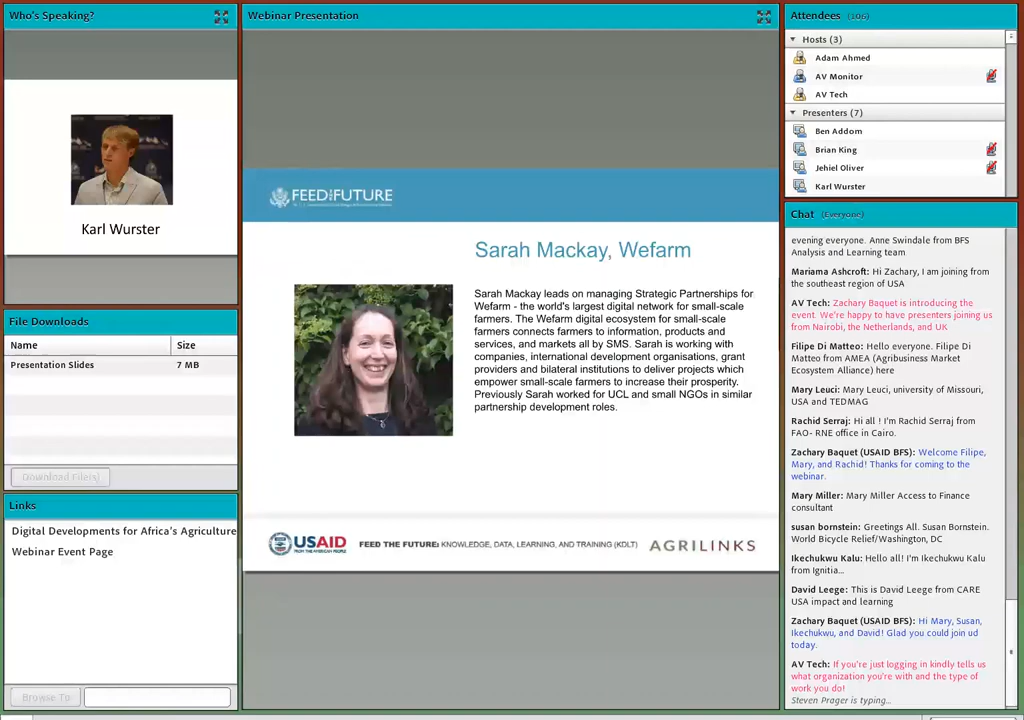 Who's Speaking?
Karl Wurster
File Downloads
Name
Size
Presentation Slides
7 MB
Download File(s)
Links
Digital Developments for Africa's Agriculture
Webinar Event Page
Browse To
Webinar Presentation
FEED THE FUTURE
Sarah Mackay, Wefarm
Sarah Mackay leads on managing Strategic Partnerships for
Wefarm - the world's largest digital network for small-scale
farmers. The Wefarm digital ecosystem for small-scale
farmers connects farmers to information, products and
services, and markets all by SMS. Sarah is working with
companies, international development organisations, grant
providers and bilateral institutions to deliver projects which
empower small-scale farmers to increase their prosperity.
Previously Sarah worked for UCL and small NGOs in similar
partnership development roles.
USAID
FROM THE AMERICAN PEOPLE
FEED THE FUTURE: KNOWLEDGE, DATA, LEARNING, AND TRAINING (KDLT)
AGRILINKS
Attendees (106)
Hosts (3)
Adam Ahmed
AV Monitor
AV Tech
Presenters (7)
Ben Addom
Brian King
Jehiel Oliver
Karl Wurster
Chat (Everyone)
evening everyone. Anne Swindale from BFS
Analysis and Learning team
Mariama Ashcroft: Hi Zachary, I am joining from
the southeast region of USA
AV Tech: Zachary Baquet is introducing the
event. We're happy to have presenters joining us
from Nairobi, the Netherlands, and UK
Filipe Di Matteo: Hello everyone. Filipe Di
Matteo from AMEA (Agribusiness Market
Ecosystem Alliance) here
Mary Leuci: Mary Leuci, university of Missouri,
USA and TEDMAG
Rachid Serraj: Hi all ! I'm Rachid Serraj from
FAO- RNE office in Cairo.
Zachary Baquet (USAID BFS): Welcome Filipe,
Mary, and Rachid! Thanks for coming to the
webinar.
Mary Miller: Mary Miller Access to Finance
consultant
susan bornstein: Greetings All. Susan Bornstein.
World Bicycle Relief/Washington, DC
Ikechukwu Kalu: Hello all! I'm Ikechukwu Kalu
from Ignitia...
David Leege: This is David Leege from CARE
USA impact and learning
Zachary Baquet (USAID BFS): Hi Mary, Susan,
Ikechukwu, and David! Glad you could join ud
today.
AV Tech: If you're just logging in kindly tells us
what organization you're with and the type of
work you do!
Steven Prager is typing...